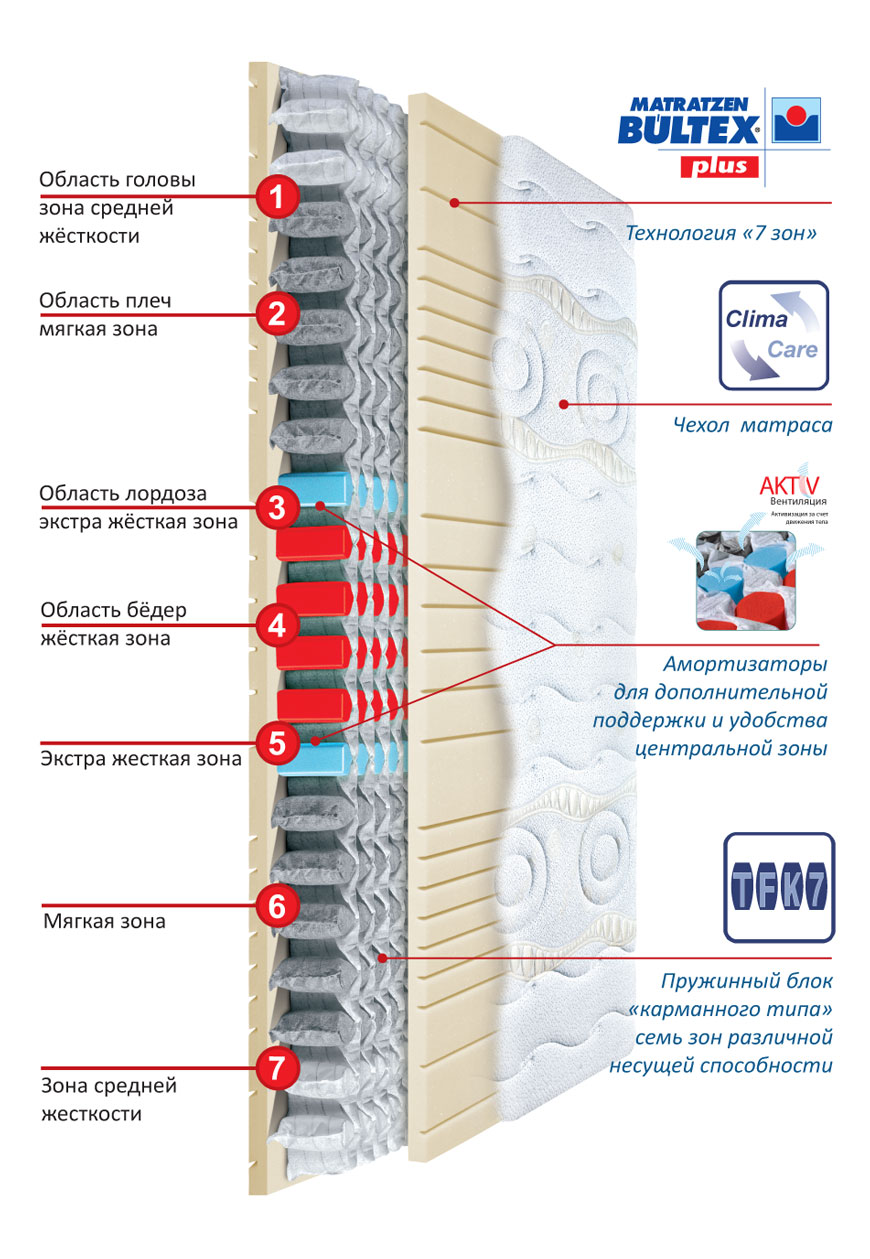 MATRATZEN
BULTEX®
plus
Область головы
зона средней
жёсткости
1
Технология «7 зон»
Область плеч
мягкая зона
2
Clima
Care
Чехол матраса
Область лордоза
экстра жёсткая зона
3
AKTIV
Вентиляция
Активизация за счет
движения тела
Область бёдер
жёсткая зона
4
Амортизаторы
для дополнительной
поддержки и удобства
центральной зоны
Экстра жесткая зона
5
TFK7
Мягкая зона
6
Пружинный блок
«карманного типа»
семь зон различной
несущей способности
Зона средней
жесткости
7